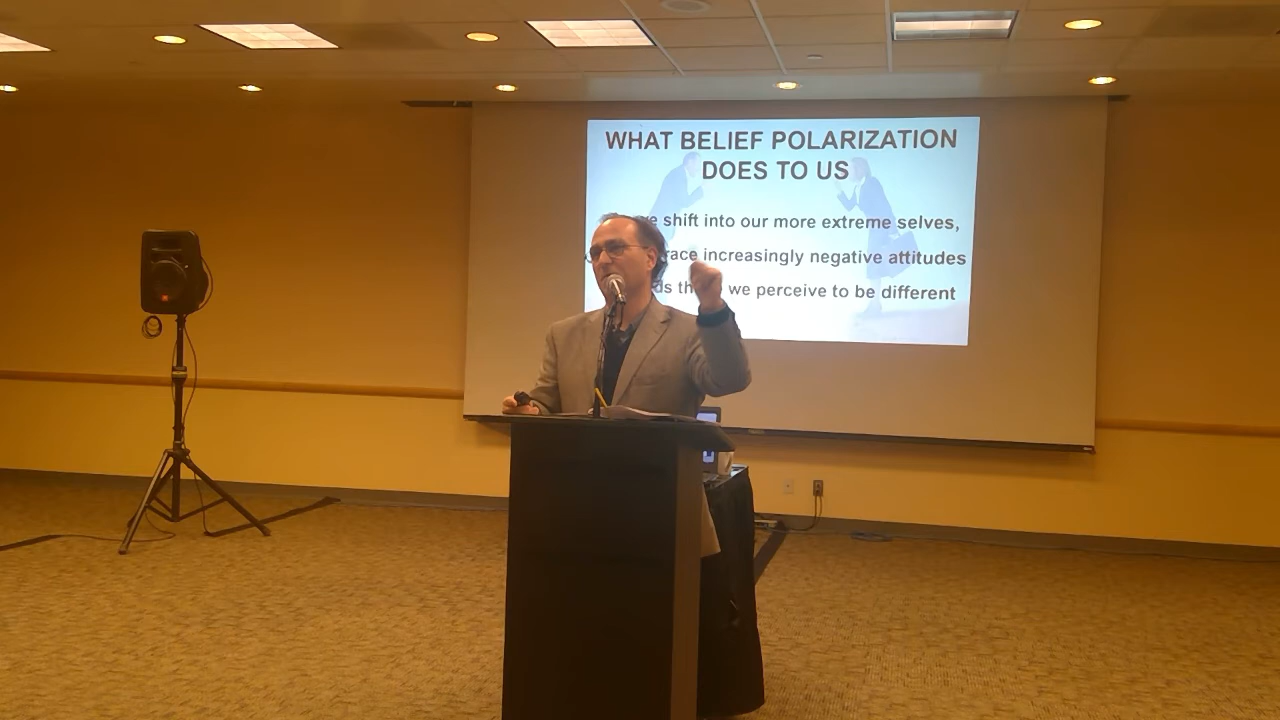 WHAT BELIEF POLARIZATION
DOES TO US
shift into our more extreme selves,
increasingly negative attitudes
we perceive to be different